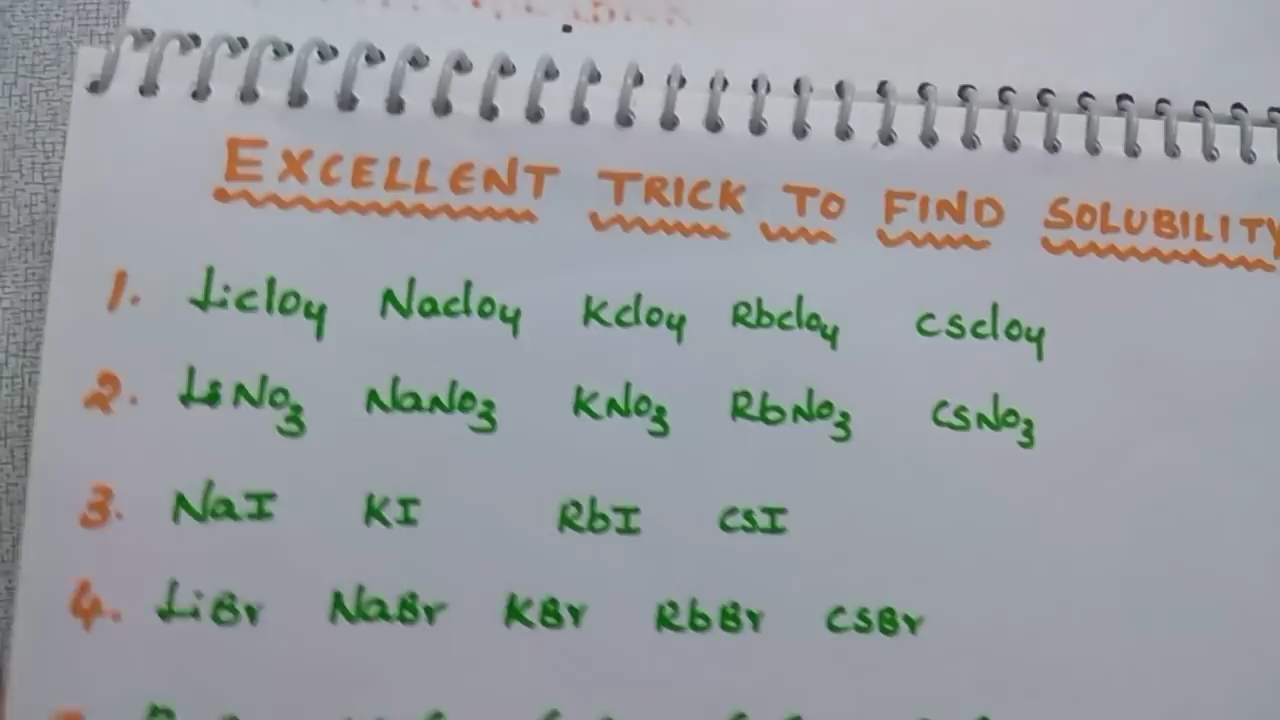 EXCELLENT TRICK TO FIND SOLUBILITY
1. Liclo4 Naclo4 Kclo4 Rbclo4 csclo4
2. LiNo3 NaNo3 KNo3 RbNo3 CsNo3
3. NaI KI RbI CsI
4. LiBr NaBr KBr RbBr CSBr